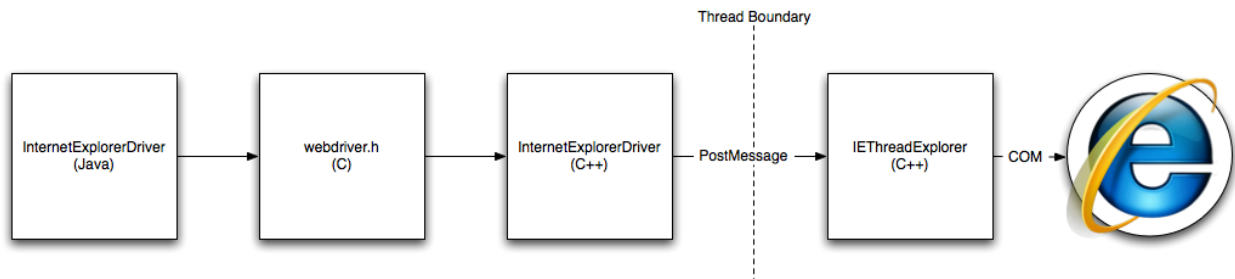 Thread Boundary
InternetExplorerDriver
(Java)
webdriver.h
(C)
InternetExplorerDriver
(C++)
PostMessage
IEThreadExplorer
(C++)
COM